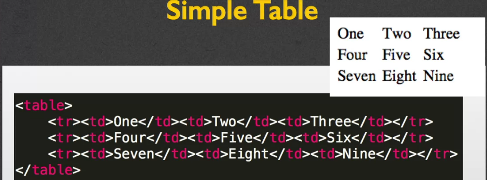 Simple Table
One Two Three
Four Five Six
Seven Eight Nine
<table>
    <tr><td>One</td><td>Two</td><td>Three</td></tr>
    <tr><td>Four</td><td>Five</td><td>Six</td></tr>
    <tr><td>Seven</td><td>Eight</td><td>Nine</td></tr>
</table>